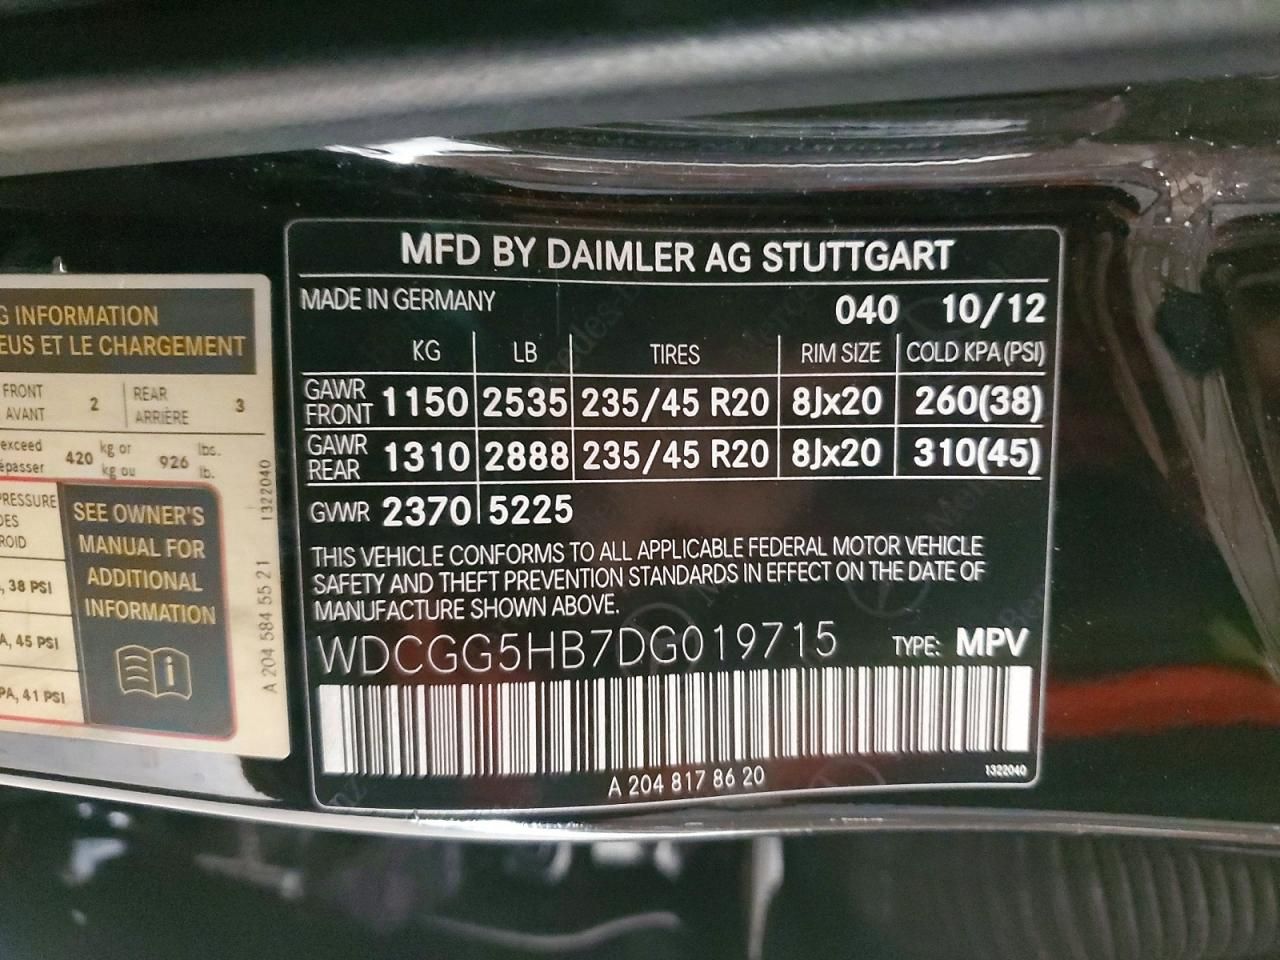 G INFORMATION
EUS ET LE CHARGEMENT
FRONT
AVANT
2
REAR
ARRIÈRE
3
exceed
420
kg or
kg ou
926
lbs.
lb.
SEE OWNER'S
MANUAL FOR
ADDITIONAL
INFORMATION
, 38 PSI
A, 45 PSI
PA, 41 PSI
A 204 584 55 21
1322040
MFD BY DAIMLER AG STUTTGART
MADE IN GERMANY 040 10/12
KG LB TIRES RIM SIZE COLD KPA (PSI)
GAWR FRONT 1150 2535 235/45 R20 8Jx20 260(38)
GAWR REAR 1310 2888 235/45 R20 8Jx20 310(45)
GVWR 2370 5225
THIS VEHICLE CONFORMS TO ALL APPLICABLE FEDERAL MOTOR VEHICLE
SAFETY AND THEFT PREVENTION STANDARDS IN EFFECT ON THE DATE OF
MANUFACTURE SHOWN ABOVE.
WDCGG5HB7DG019715 TYPE: MPV
A 204 817 86 20
1322040